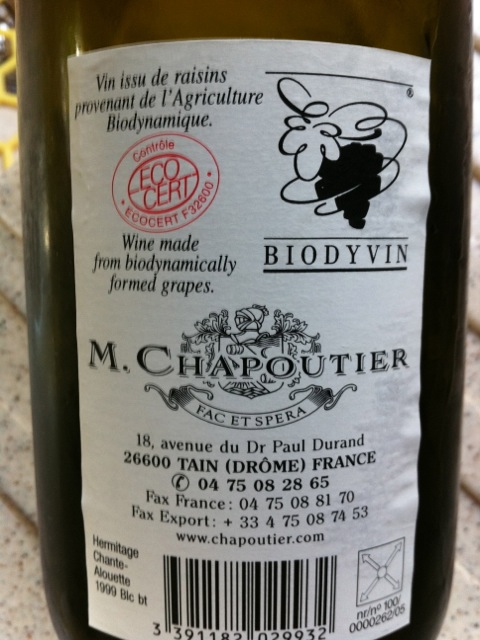 Vin issu de raisins
provenant de l'Agriculture
Biodynamique.
®
Contrôle
ECO
CERT
• ECOCERT F32600 •
Wine made
from biodynamically
formed grapes.
BIODYVIN
M. CHAPOUTIER
FAC ET SPERA
18, avenue du Dr Paul Durand
26600 TAIN (DRÔME) FRANCE
✆ 04 75 08 28 65
Fax France: 04 75 08 81 70
Fax Export: + 33 4 75 08 74 53
www.chapoutier.com
Hermitage
Chante-
Alouette
1999 Blc bt
nr/n° 100/
0000262/05
3 391182 029932